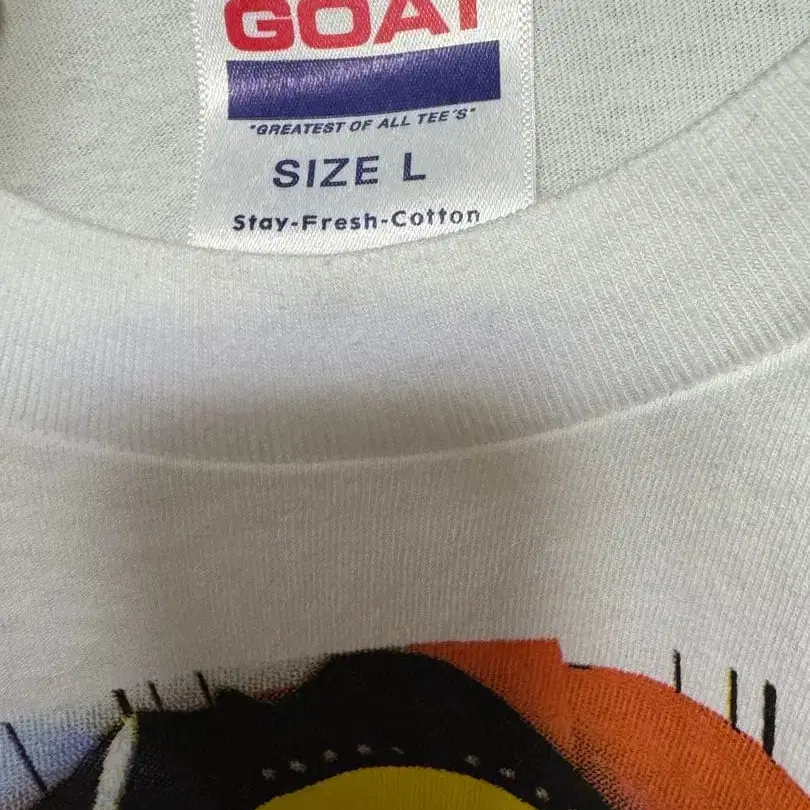 GOAT
"GREATEST OF ALL TEE'S"
SIZE L
Stay-Fresh-Cotton